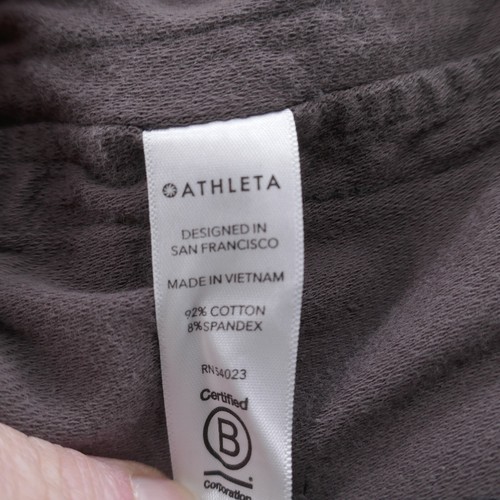 ATHLETA
DESIGNED IN
SAN FRANCISCO
MADE IN VIETNAM
92% COTTON
8% SPANDEX
RN54023
Certified
B
Corporation